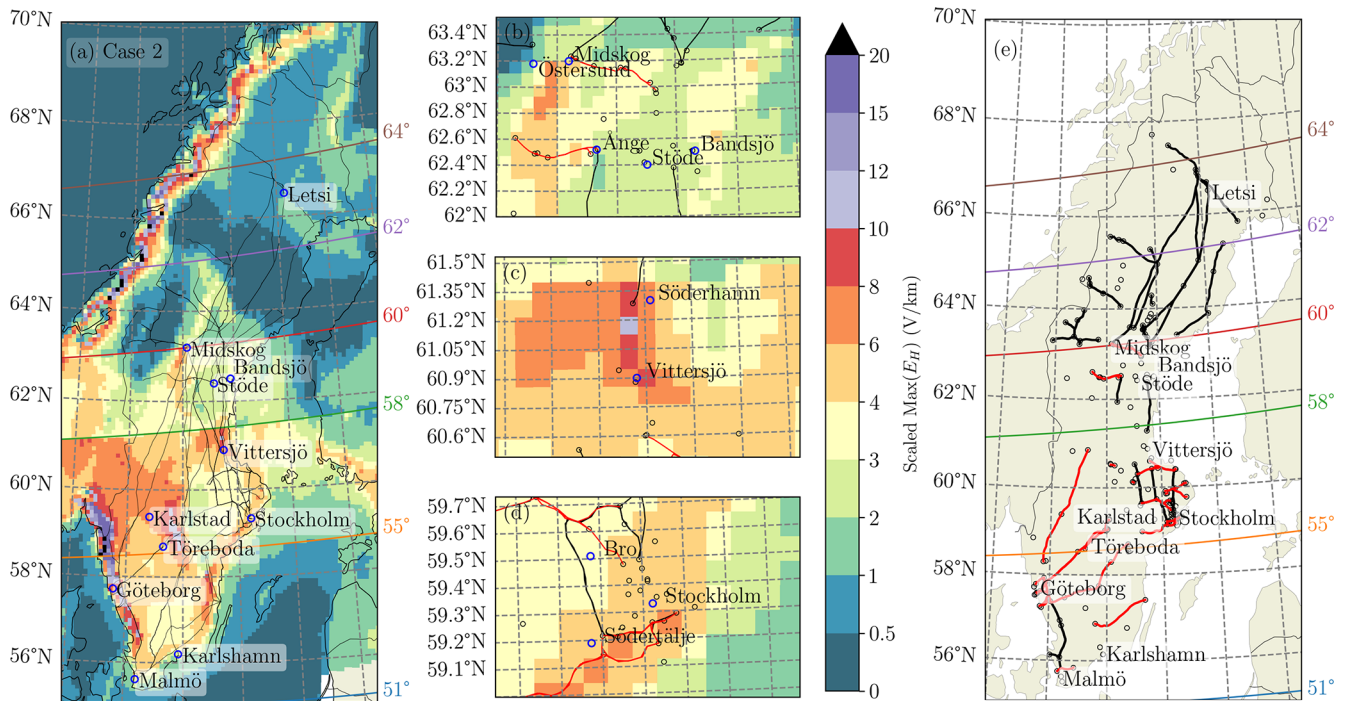 (a) Case 2
70°N
68°N
66°N
64°N
62°N
60°N
58°N
56°N
64°
62°
60°
58°
55°
51°
Letsi
Midskog
Bandsjö
Stöde
Vittersjö
Karlstad
Stockholm
Töreboda
Göteborg
Karlshamn
Malmö
(b)
63.4°N
63.2°N
63°N
62.8°N
62.6°N
62.4°N
62.2°N
62°N
Midskog
Östersund
Ånge
Bandsjö
Stöde
(c)
61.5°N
61.35°N
61.2°N
61.05°N
60.9°N
60.75°N
60.6°N
Söderhamn
Vittersjö
(d)
59.7°N
59.6°N
59.5°N
59.4°N
59.3°N
59.2°N
59.1°N
Bro
Stockholm
Södertälje
20
15
12
10
8
6
4
3
2
1
0.5
0
Scaled Max(E_H) (V/km)
(e)
70°N
68°N
66°N
64°N
62°N
60°N
58°N
56°N
64°
62°
60°
58°
55°
51°
Letsi
Midskog
Bandsjö
Stöde
Vittersjö
Karlstad
Stockholm
Töreboda
Göteborg
Karlshamn
Malmö